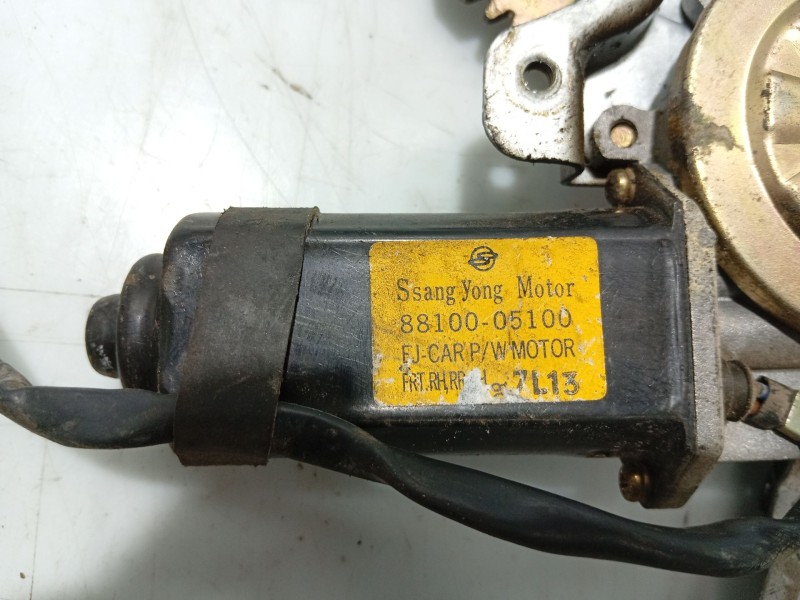 Ssang Yong Motor
88100-05100
FJ-CAR P/W MOTOR
FRT.RH,RR 7L13